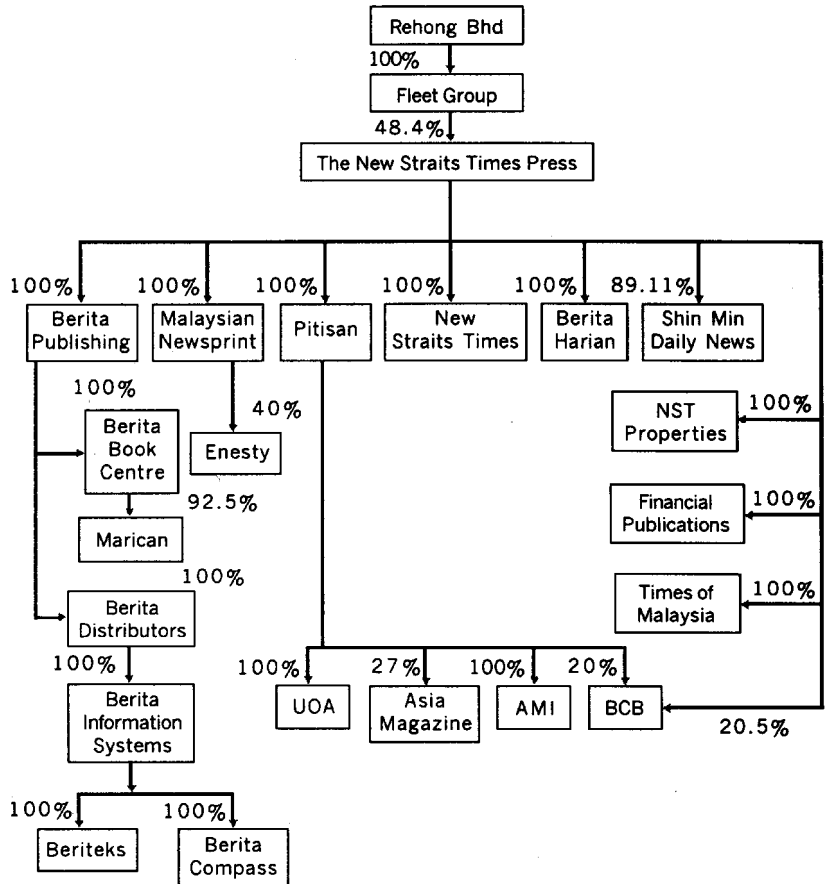 Rehong Bhd
100%
Fleet Group
48.4%
The New Straits Times Press
100%
100%
100%
100%
100%
89.11%
Berita
Publishing
Malaysian
Newsprint
Pitisan
New
Straits Times
Berita
Harian
Shin Min
Daily News
100%
Berita
Book
Centre
40%
Enesty
92.5%
Marican
NST
Properties
100%
Financial
Publications
100%
Times of
Malaysia
100%
100%
Berita
Distributors
100%
Berita
Information
Systems
100%
UOA
27%
Asia
Magazine
100%
AMI
20%
BCB
20.5%
100%
Beriteks
100%
Berita
Compass